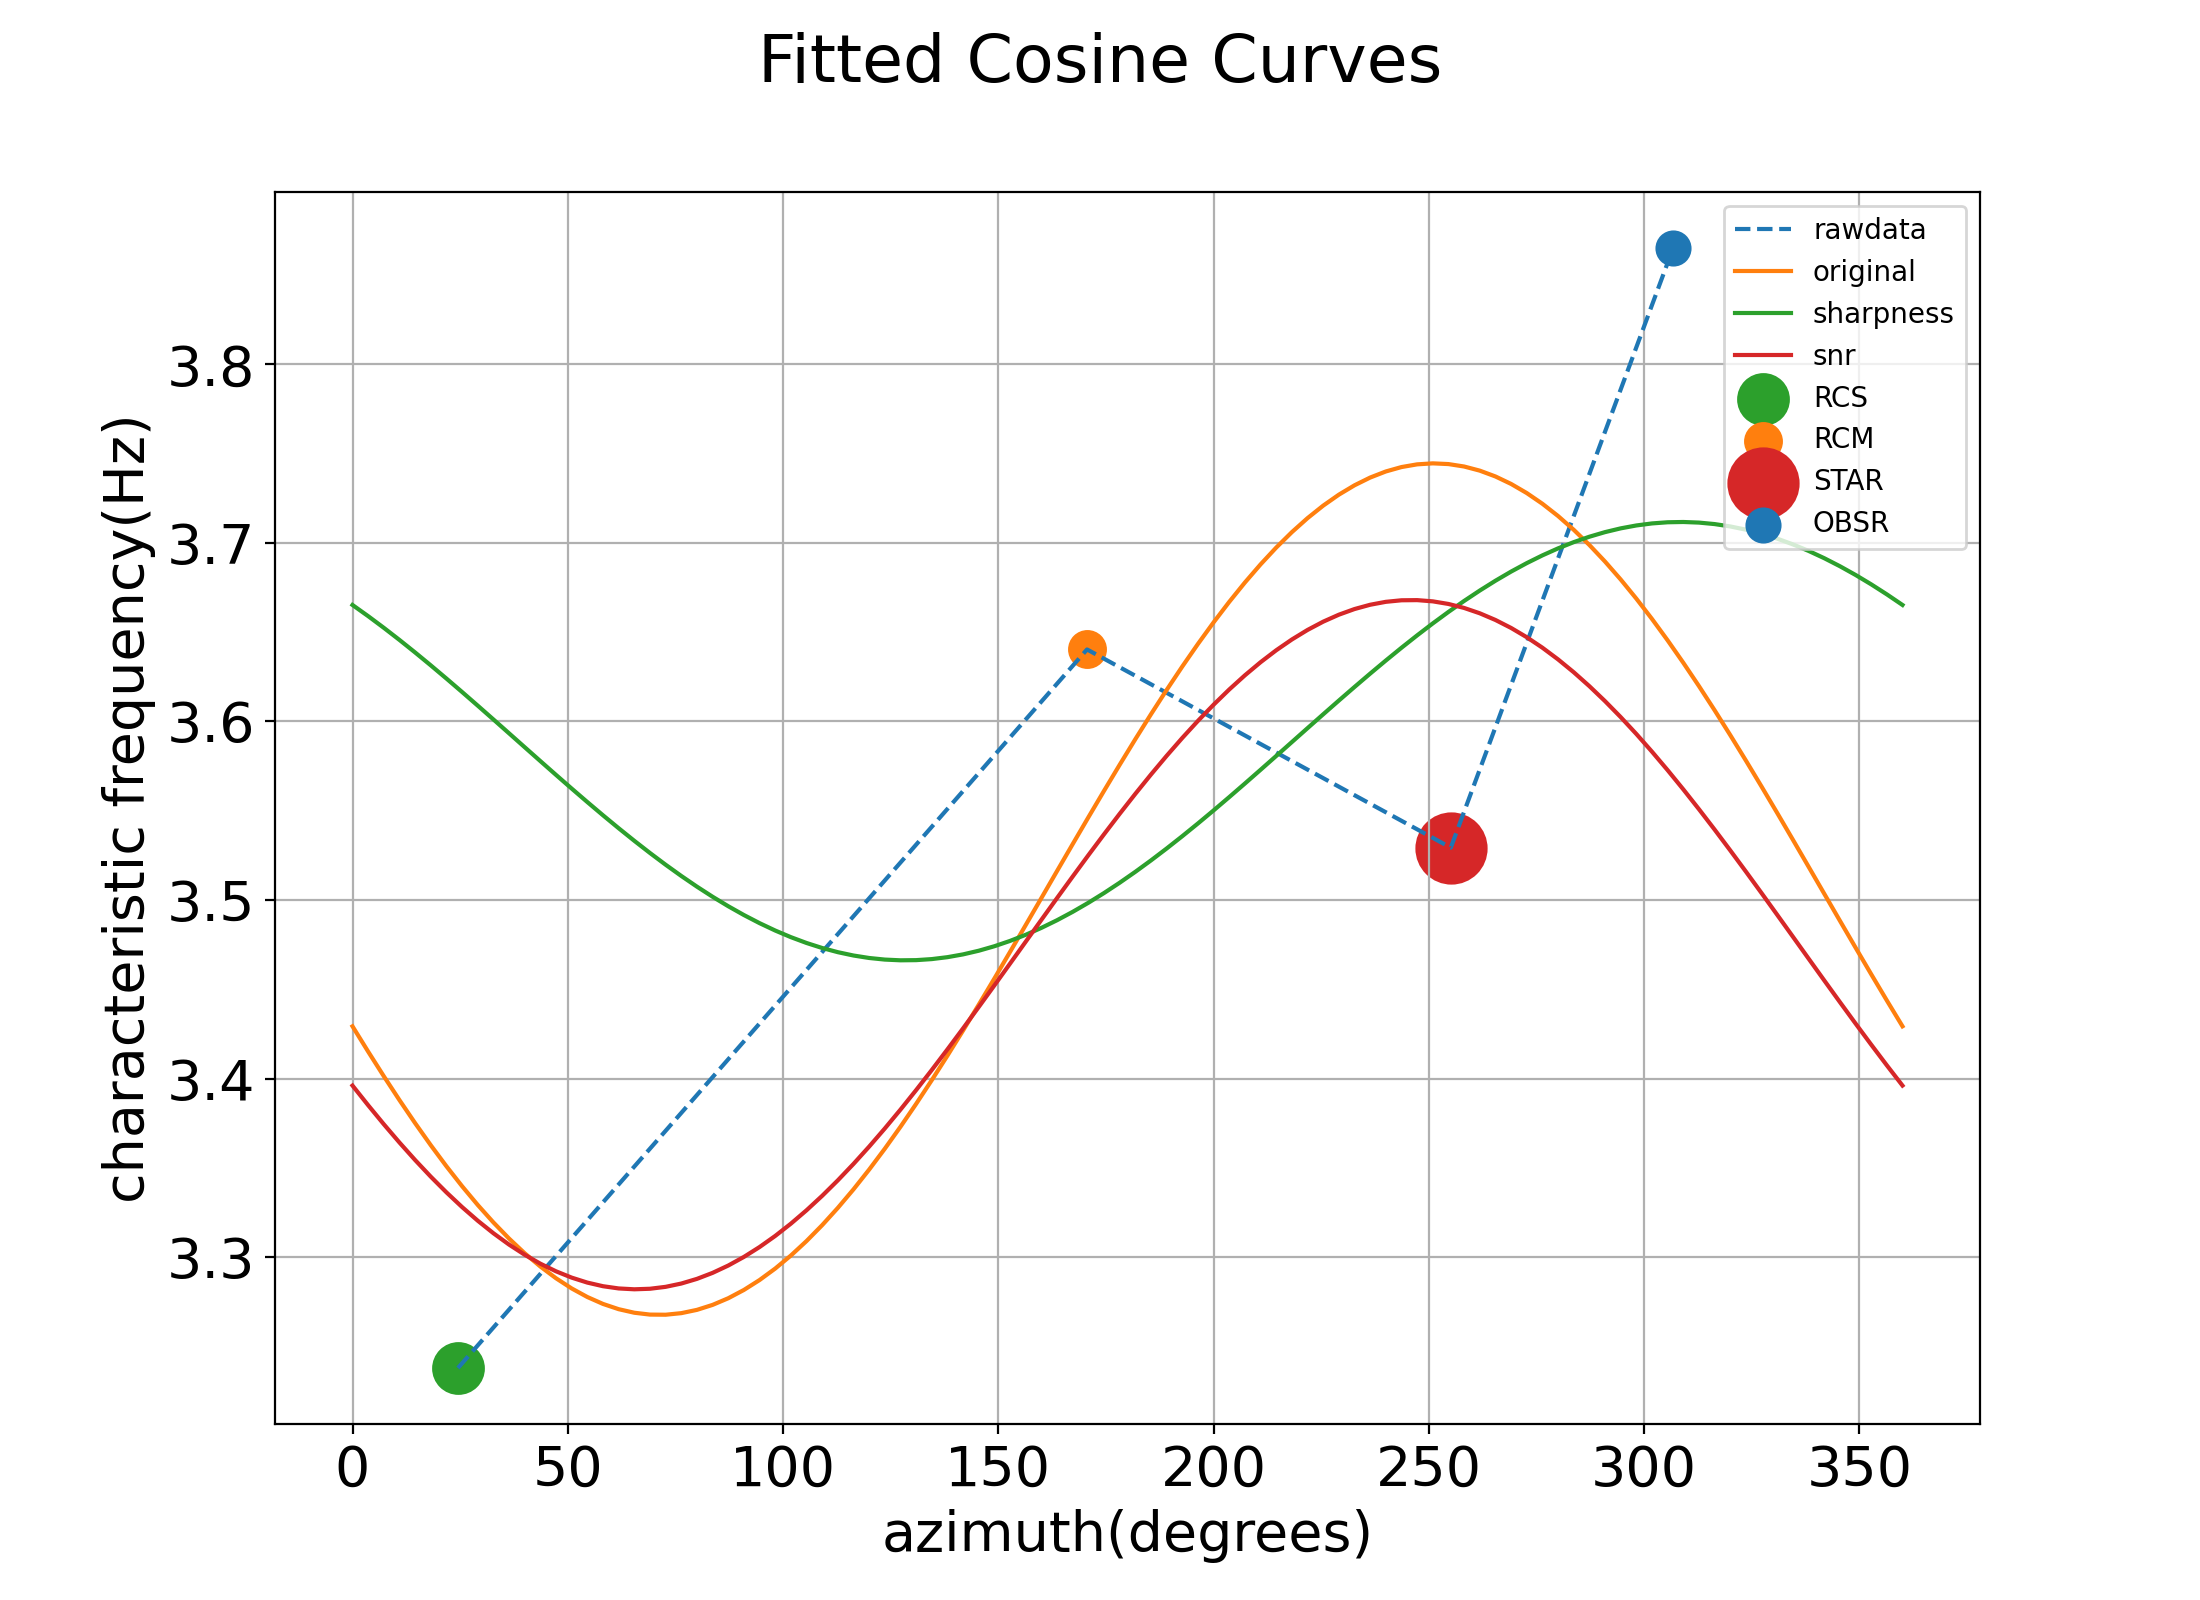 Fitted Cosine Curves
rawdata
original
sharpness
snr
RCS
RCM
STAR
OBSR
characteristic frequency(Hz)
3.8
3.7
3.6
3.5
3.4
3.3
0 50 100 150 200 250 300 350
azimuth(degrees)